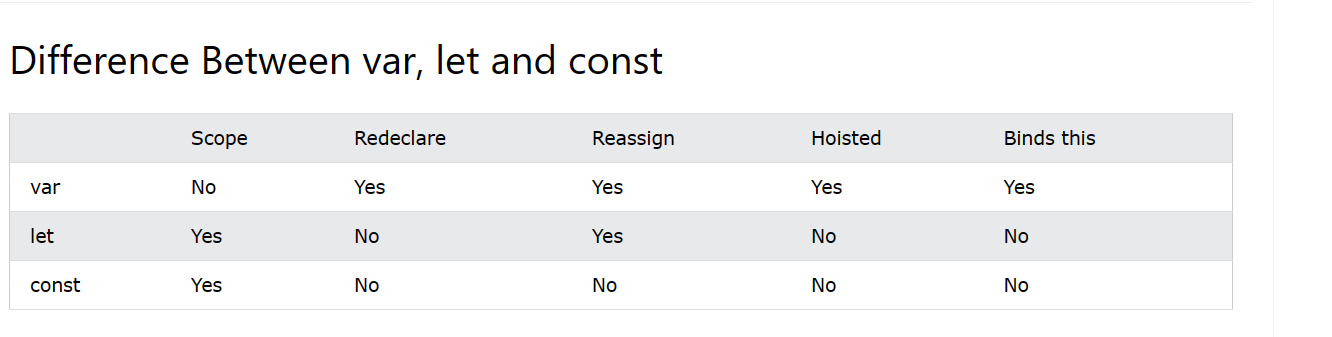 Difference Between var, let and const
Scope Redeclare Reassign Hoisted Binds this
var No Yes Yes Yes Yes
let Yes No Yes No No
const Yes No No No No